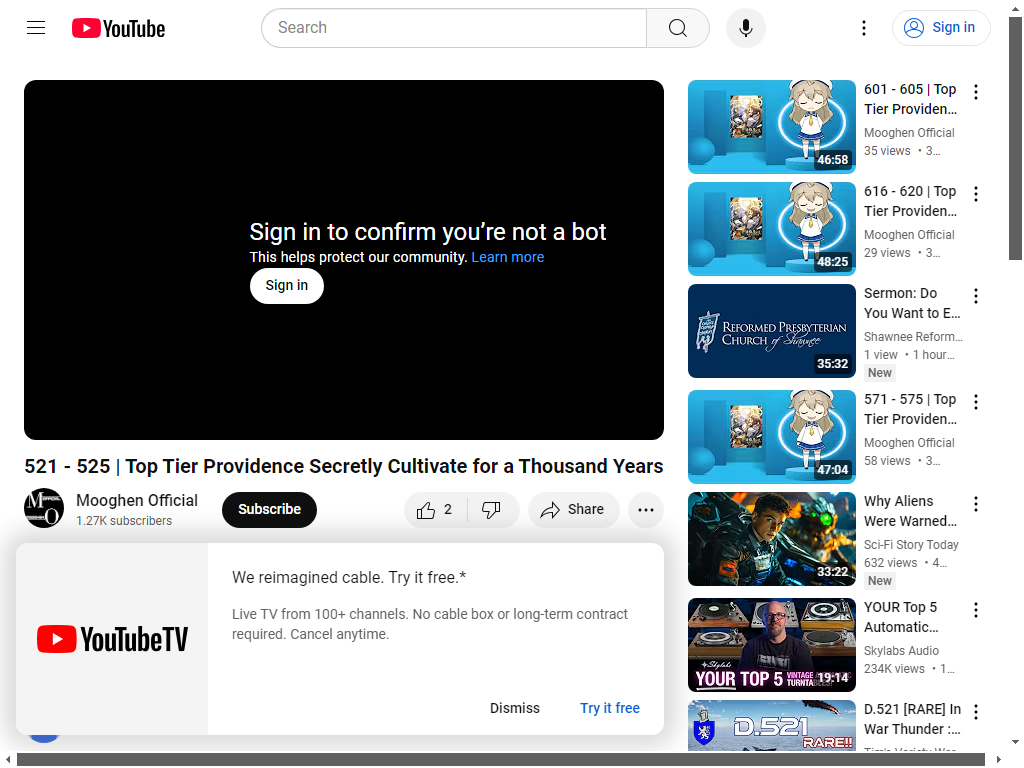 YouTube
Search
Sign in
Sign in to confirm you’re not a bot
This helps protect our community. Learn more
Sign in
521 - 525 | Top Tier Providence Secretly Cultivate for a Thousand Years
Mooghen Official
1.27K subscribers
Subscribe
2
Share
We reimagined cable. Try it free.*
Live TV from 100+ channels. No cable box or long-term contract
required. Cancel anytime.
YouTubeTV
Dismiss
Try it free
46:58
601 - 605 | Top
Tier Providen...
Mooghen Official
35 views • 3...
48:25
616 - 620 | Top
Tier Providen...
Mooghen Official
29 views • 3...
Reformed Presbyterian
Church of Shawnee
35:32
Sermon: Do
You Want to E...
Shawnee Reform...
1 view • 1 hour...
New
47:04
571 - 575 | Top
Tier Providen...
Mooghen Official
58 views • 3...
33:22
Why Aliens
Were Warned...
Sci-Fi Story Today
632 views • 4...
New
Skylabs
YOUR TOP 5
VINTAGE
19:14
YOUR Top 5
Automatic...
Skylabs Audio
234K views • 1...
D.521
RARE!!
D.521 [RARE] In
War Thunder :...